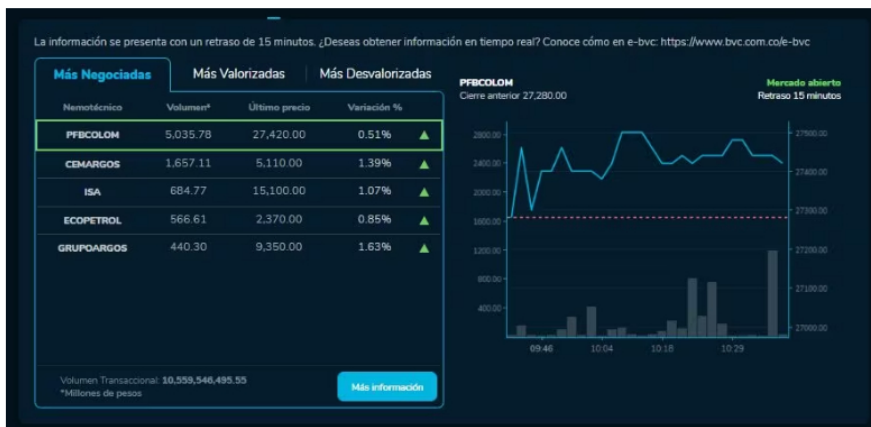 La información se presenta con un retraso de 15 minutos. ¿Deseas obtener información en tiempo real? Conoce cómo en e-bvc: https://www.bvc.com.co/e-bvc
Más Negociadas Más Valorizadas Más Desvalorizadas
Nemotécnico Volumen* Último precio Variación %
PFBCOLOM 5,035.78 27,420.00 0.51% ▲
CEMARGOS 1,657.11 5,110.00 1.39% ▲
ISA 684.77 15,100.00 1.07% ▲
ECOPETROL 566.61 2,370.00 0.85% ▲
GRUPOARGOS 440.30 9,350.00 1.63% ▲
Volumen Transaccional: 10,559,546,495.55
*Millones de pesos
Más información
PFBCOLOM Mercado abierto
Cierre anterior 27,280.00 Retraso 15 minutos
2800.00 27500.00
2400.00 27400.00
2000.00
1600.00 27300.00
1200.00 27200.00
800.00 27100.00
400.00 27000.00
09:46 10:04 10:18 10:29